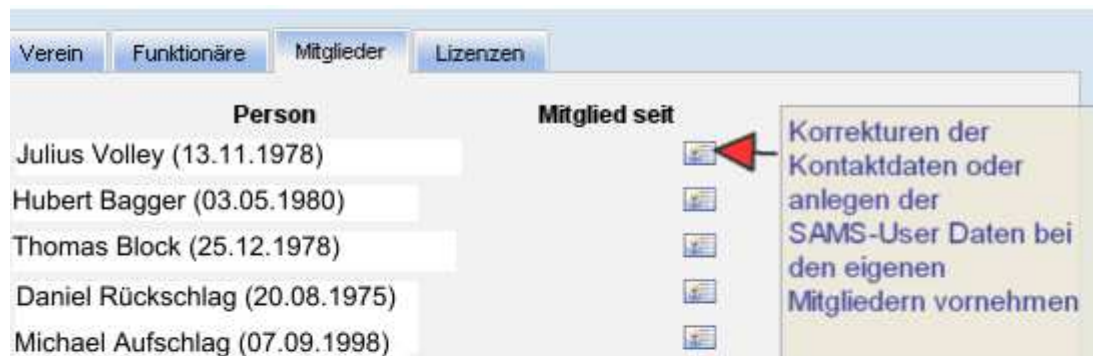 Verein Funktionäre Mitglieder Lizenzen
Person Mitglied seit
Julius Volley (13.11.1978)
Hubert Bagger (03.05.1980)
Thomas Block (25.12.1978)
Daniel Rückschlag (20.08.1975)
Michael Aufschlag (07.09.1998)
Korrekturen der
Kontaktdaten oder
anlegen der
SAMS-User Daten bei
den eigenen
Mitgliedern vornehmen